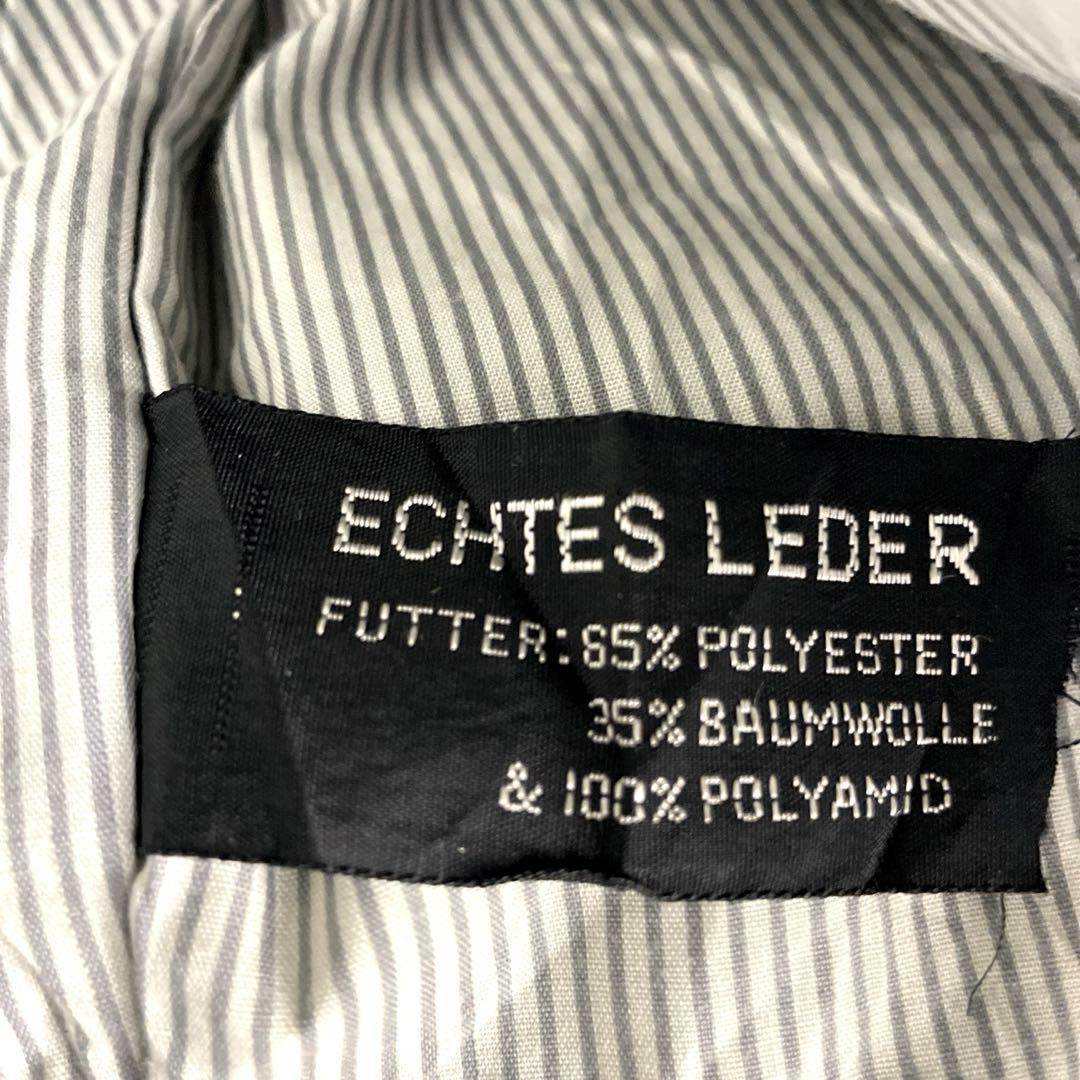 ECHTES LEDER
FUTTER: 65% POLYESTER
35% BAUMWOLLE
& 100% POLYAMID